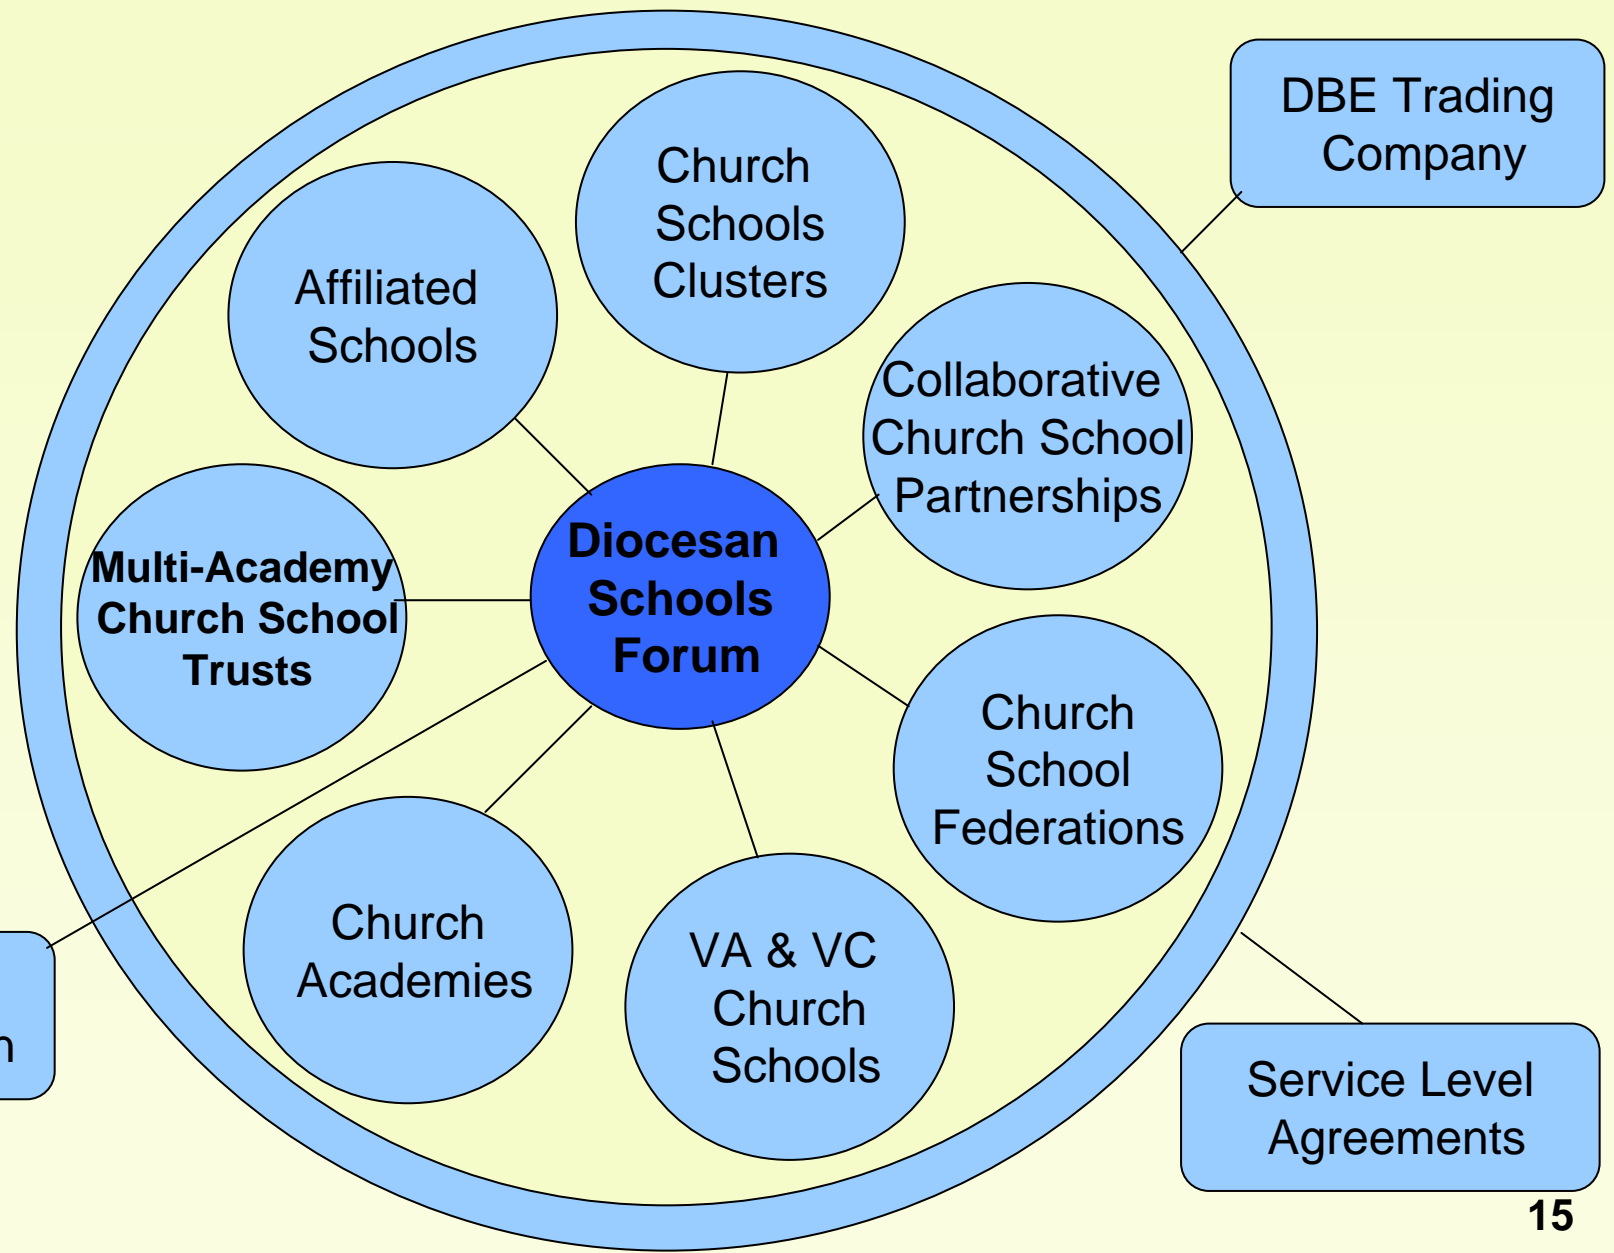 DBE Trading
Company
Church
Schools
Clusters
Affiliated
Schools
Collaborative
Church School
Partnerships
Diocesan
Schools
Forum
Multi-Academy
Church School
Trusts
Church
School
Federations
Church
Academies
VA & VC
Church
Schools
Service Level
Agreements
15